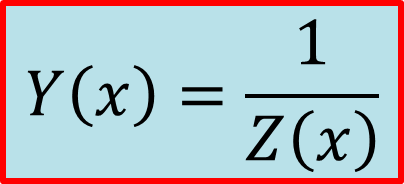 Y(x) = 1/Z(x)